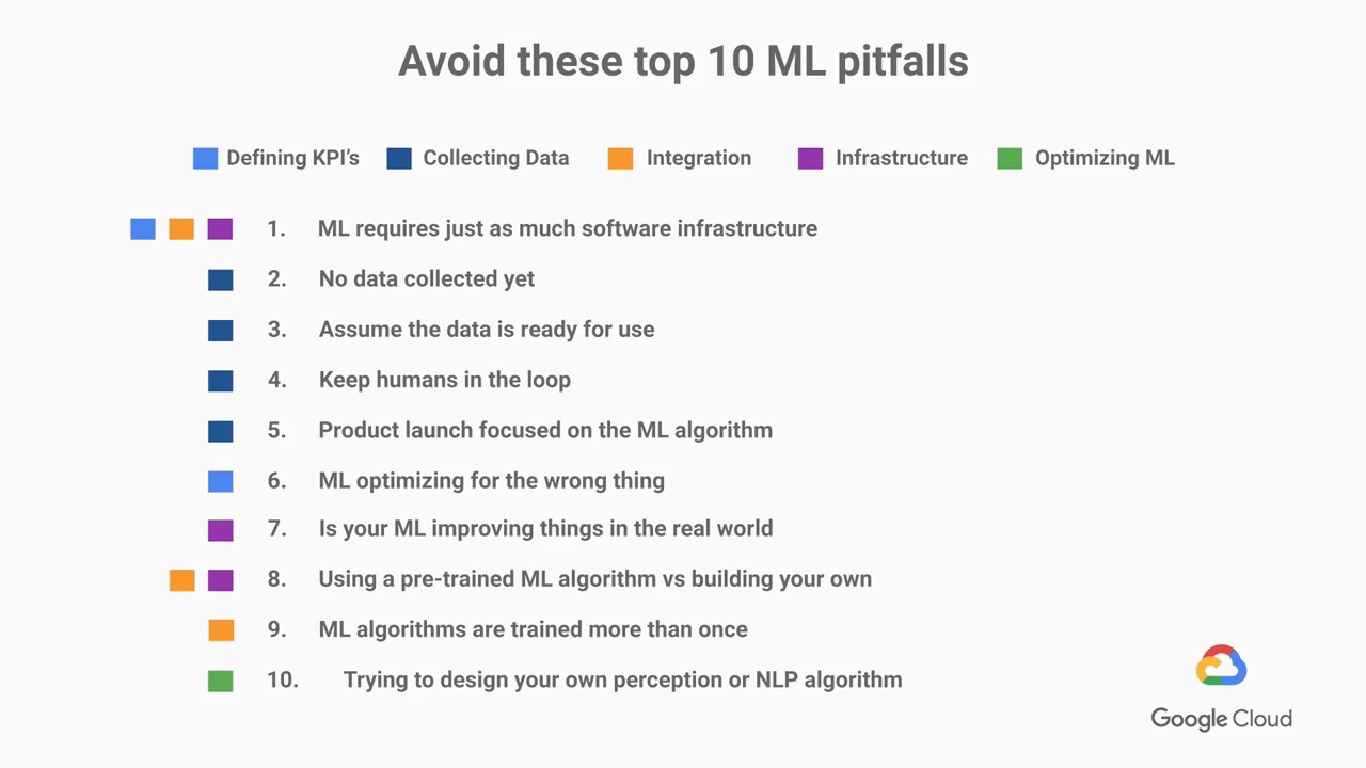 Avoid these top 10 ML pitfalls
Defining KPI's Collecting Data Integration Infrastructure Optimizing ML
1. ML requires just as much software infrastructure
2. No data collected yet
3. Assume the data is ready for use
4. Keep humans in the loop
5. Product launch focused on the ML algorithm
6. ML optimizing for the wrong thing
7. Is your ML improving things in the real world
8. Using a pre-trained ML algorithm vs building your own
9. ML algorithms are trained more than once
10. Trying to design your own perception or NLP algorithm
Google Cloud